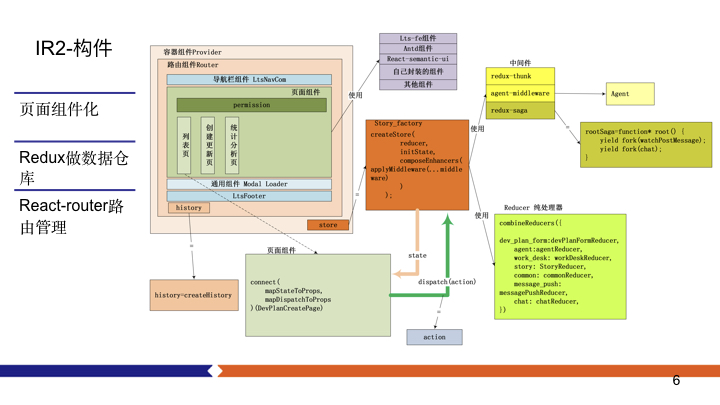 IR2-构件
页面组件化
Redux做数据仓
库
React-router路
由管理
容器组件Provider
路由组件Router
导航栏组件 LtsNavCom
页面组件
permission
列表页
创建更新页
统计分析页
通用组件 Modal Loader
LtsFooter
history
store
使用
Lts-fe组件
Antd组件
React-semantic-ui
自己封装的组件
其他组件
Story_factory
createStore(
reducer,
initState,
composeEnhancers(
applyMiddleware(...middle
ware)
)
);
=
使用
中间件
redux-thunk
agent-middleware
redux-saga
Agent
=
rootSaga=function* root() {
yield fork(watchPostMessage);
yield fork(chat);
}
使用
Reducer 纯处理器
combineReducers({
dev_plan_form:devPlanFormReducer,
agent:agentReducer,
work_desk: workDeskReducer,
story: StoryReducer,
common: commonReducer,
message_push:
messagePushReducer,
chat: chatReducer,
})
=
history=createHistory
页面组件
connect(
mapStateToProps,
mapDispatchToProps
)(DevPlanCreatePage)
state
dispatch(action)
=
action
6